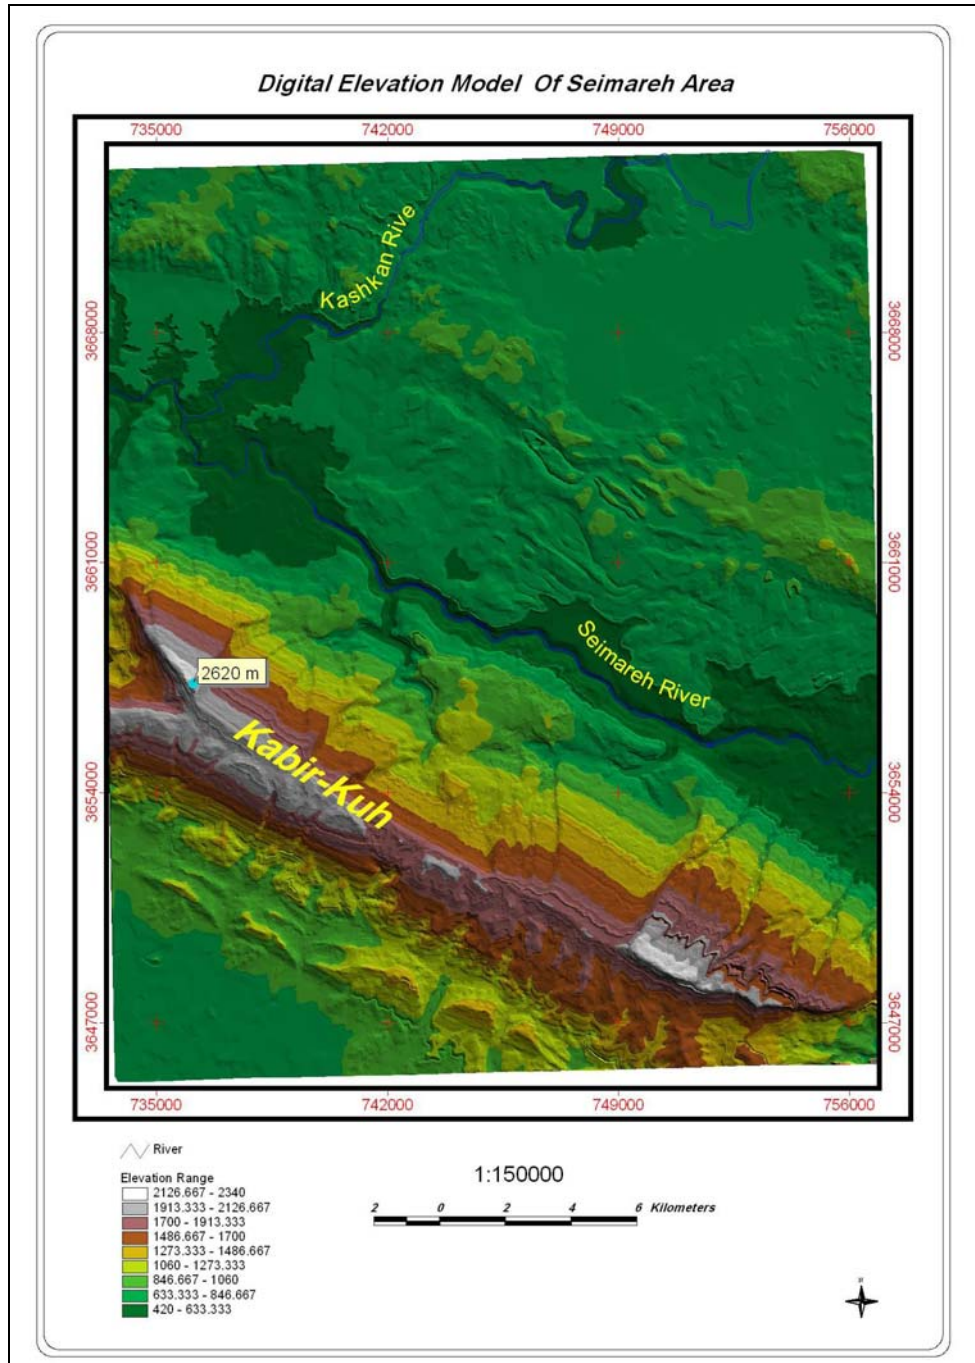 Digital Elevation Model Of Seimareh Area
735000 742000 749000 756000
Kashkan Rive
3668000 3668000
3661000 3661000
Seimareh River
2620 m
Kabir-Kuh
3654000 3654000
3647000 3647000
735000 742000 749000 756000
River
1:150000
Elevation Range
2126.667 - 2340
1913.333 - 2126.667
1700 - 1913.333
1486.667 - 1700
1273.333 - 1486.667
1060 - 1273.333
846.667 - 1060
633.333 - 846.667
420 - 633.333
2 0 2 4 6 Kilometers
N